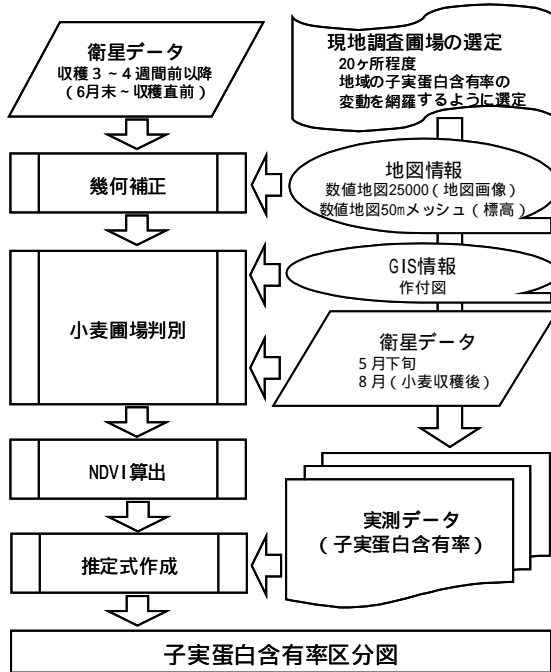 衛星データ
収穫３～４週間前以降
（６月末～収穫直前）
現地調査圃場の選定
20ヶ所程度
地域の子実蛋白含有率の
変動を網羅するように選定
幾何補正
地図情報
数値地図25000（地図画像）
数値地図50mメッシュ（標高）
小麦圃場判別
GIS情報
作付図
衛星データ
５月下旬
８月（小麦収穫後）
NDVI算出
実測データ
（子実蛋白含有率）
推定式作成
子実蛋白含有率区分図